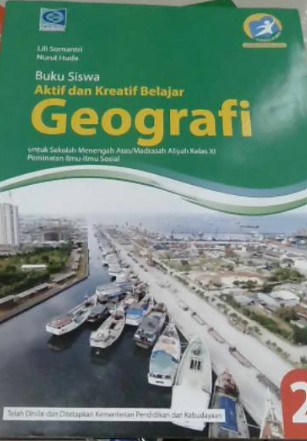 Lili Somantri
Nurul Huda
Buku Siswa
Aktif dan Kreatif Belajar
Geografi
untuk Sekolah Menengah Atas/Madrasah Aliyah Kelas XI
Peminatan Ilmu-Ilmu Sosial
2
Telah Dinilai dan Ditetapkan Kementerian Pendidikan dan Kebudayaan